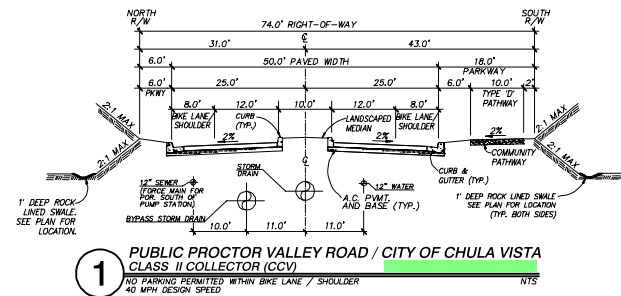 NORTH
R/W
SOUTH
R/W
74.0' RIGHT-OF-WAY
℄
31.0'
43.0'
6.0'
50.0' PAVED WIDTH
18.0'
PARKWAY
6.0'
PKWY
25.0'
25.0'
6.0'
10.0'
2'
TYPE 'D'
PATHWAY
8.0'
12.0'
10.0'
12.0'
8.0'
BIKE LANE/
SHOULDER
CURB
(TYP.)
LANDSCAPED
MEDIAN
BIKE LANE/
SHOULDER
2:1 MAX
2:1 MAX
2:1 MAX
2:1 MAX
2%
2%
2%
COMMUNITY
PATHWAY
℄
STORM
DRAIN
CURB &
GUTTER (TYP.)
12" SEWER
(FORCE MAIN FOR
POR. SOUTH OF
PUMP STATION)
12" WATER
A.C. PVMT.
AND BASE (TYP.)
1' DEEP ROCK
LINED SWALE.
SEE PLAN FOR
LOCATION.
1' DEEP ROCK LINED SWALE
SEE PLAN FOR
LOCATION
(TYP. BOTH SIDES)
BYPASS STORM DRAIN
10.0'
11.0'
11.0'
1
PUBLIC PROCTOR VALLEY ROAD / CITY OF CHULA VISTA
CLASS II COLLECTOR (CCV)
NO PARKING PERMITTED WITHIN BIKE LANE / SHOULDER
NTS
40 MPH DESIGN SPEED